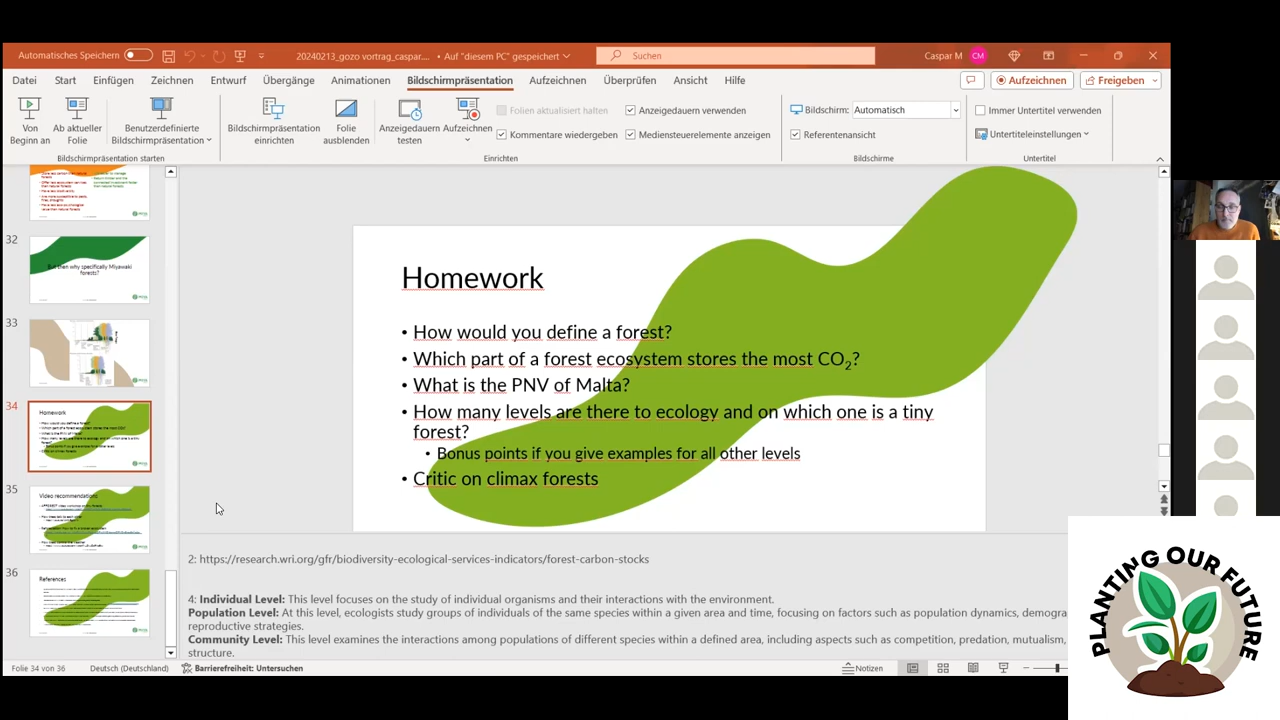 Automatisches Speichern
20240213_gozo vortrag_caspar.... • Auf "diesem PC" gespeichert
Suchen
Caspar M
CM
Datei Start Einfügen Zeichnen Entwurf Übergänge Animationen Bildschirmpräsentation Aufzeichnen Überprüfen Ansicht Hilfe
Aufzeichnen
Freigeben
Von Beginn an
Ab aktueller Folie
Benutzerdefinierte Bildschirmpräsentation
Bildschirmpräsentation starten
Bildschirmpräsentation einrichten
Folie ausblenden
Anzeigedauern testen
Aufzeichnen
Folien aktualisiert halten
Anzeigedauern verwenden
Kommentare wiedergeben
Mediensteuerelemente anzeigen
Einrichten
Bildschirm: Automatisch
Referentenansicht
Bildschirme
Immer Untertitel verwenden
Untertiteleinstellungen
Untertitel
32
But then why specifically Miyawaki
forests?
33
34
Homework
35
Video recommendations
36
References
Homework
• How would you define a forest?
• Which part of a forest ecosystem stores the most CO2?
• What is the PNV of Malta?
• How many levels are there to ecology and on which one is a tiny
forest?
• Bonus points if you give examples for all other levels
• Critic on climax forests
2: https://research.wri.org/gfr/biodiversity-ecological-services-indicators/forest-carbon-stocks
4: Individual Level: This level focuses on the study of individual organisms and their interactions with the environment.
Population Level: At this level, ecologists study groups of individuals of the same species within a given area and time, focusing on factors such as population dynamics, demogra
reproductive strategies.
Community Level: This level examines the interactions among populations of different species within a defined area, including aspects such as competition, predation, mutualism,
structure.
Folie 34 von 36
Deutsch (Deutschland)
Barrierefreiheit: Untersuchen
Notizen
PLANTING OUR FUTURE